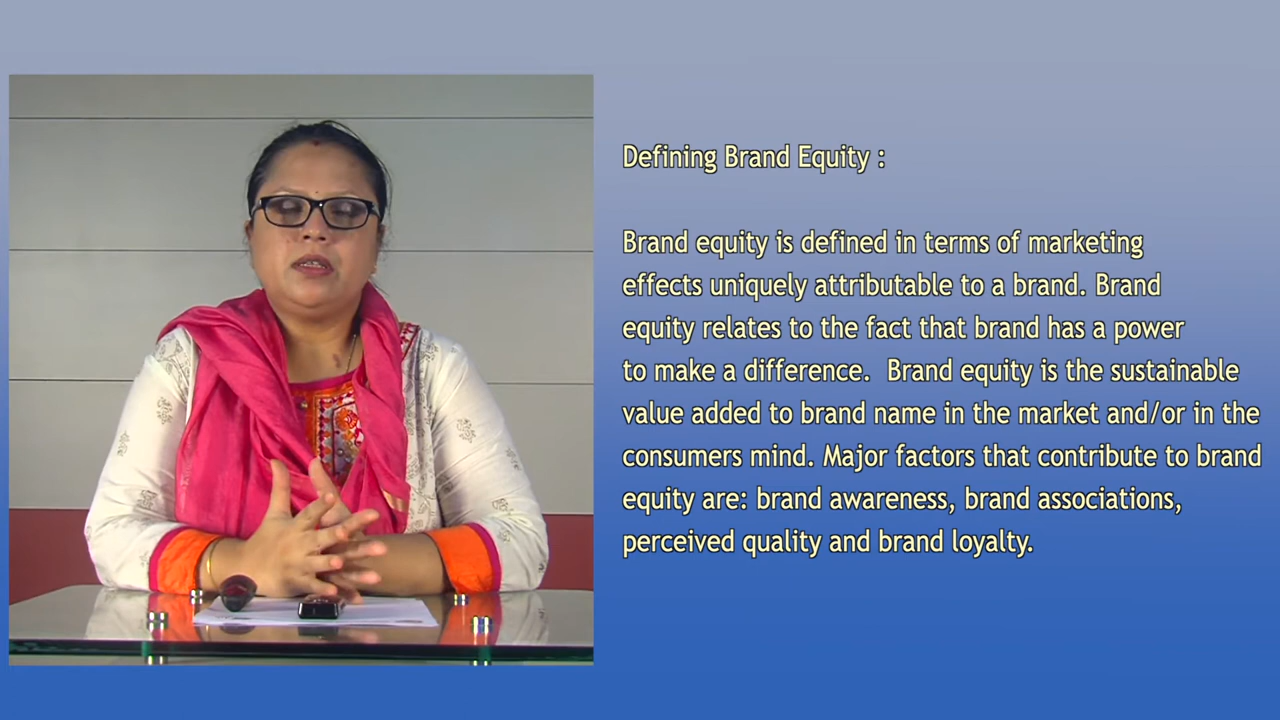 Defining Brand Equity :
Brand equity is defined in terms of marketing
effects uniquely attributable to a brand. Brand
equity relates to the fact that brand has a power
to make a difference.  Brand equity is the sustainable
value added to brand name in the market and/or in the
consumers mind. Major factors that contribute to brand
equity are: brand awareness, brand associations,
perceived quality and brand loyalty.